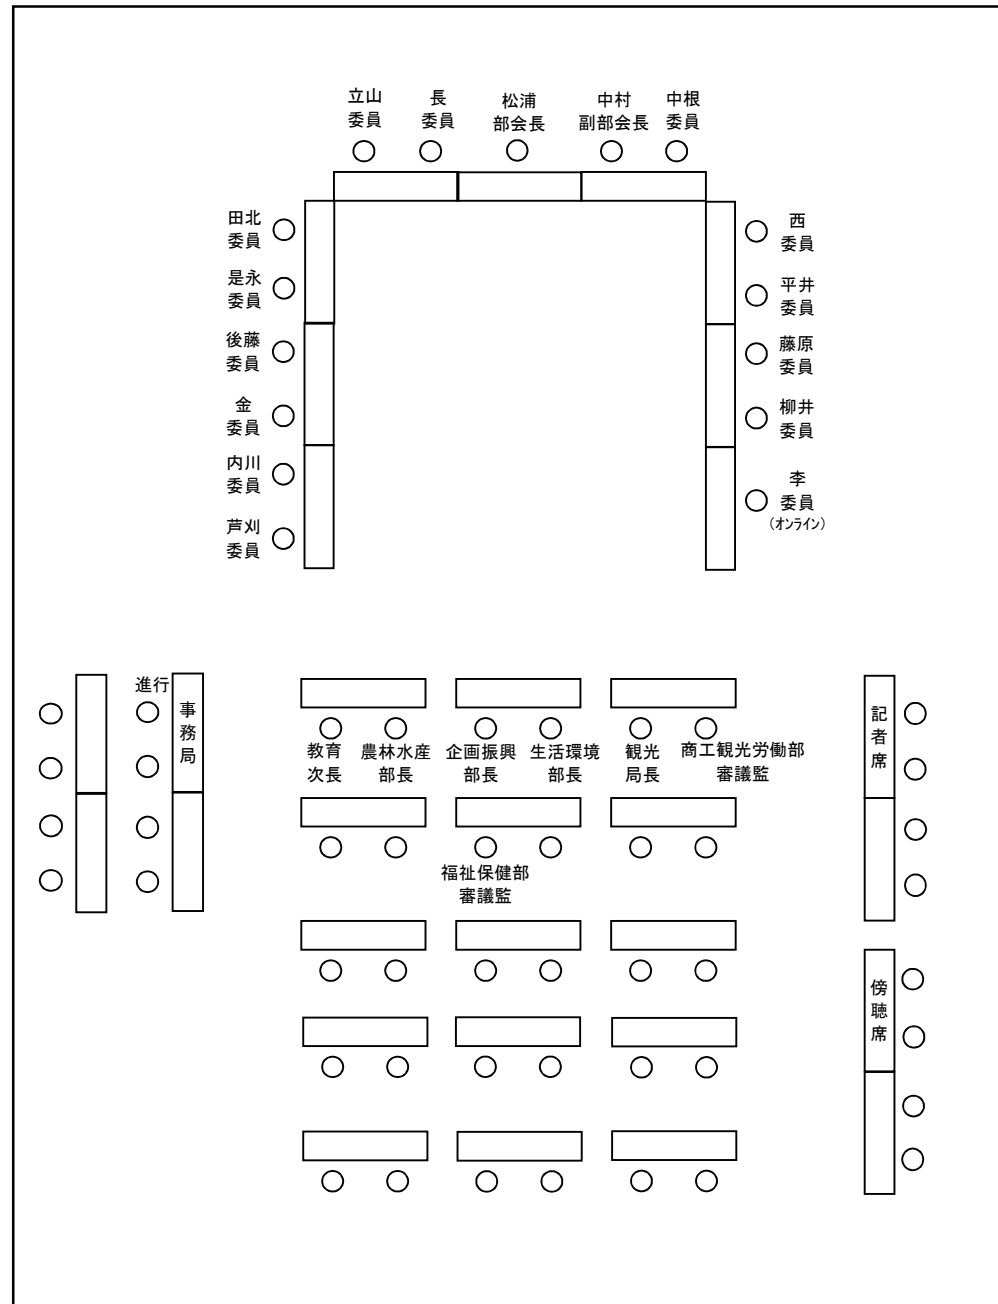 立山
委員
長
委員
松浦
部会長
中村
副部会長
中根
委員
田北
委員
是永
委員
後藤
委員
金
委員
内川
委員
芦刈
委員
西
委員
平井
委員
藤原
委員
柳井
委員
李
委員
(オンライン)
進行
事務局
教育
次長
農林水産
部長
企画振興
部長
生活環境
部長
観光
局長
商工観光労働部
審議監
福祉保健部
審議監
記者席
傍聴席